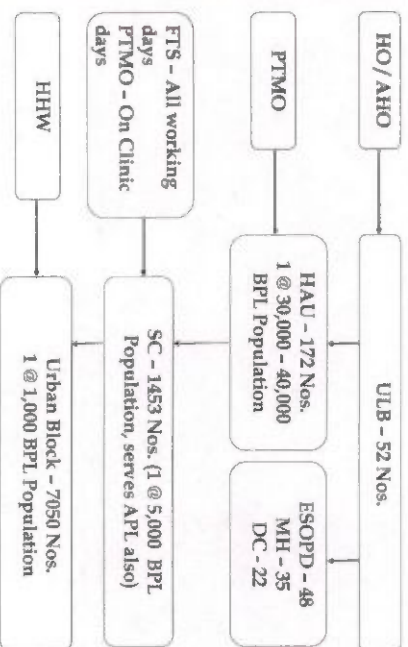 HO/AHO
ULB – 52 Nos.
PTMO
HAU – 172 Nos.
1 @ 30,000 – 40,000
BPL Population
ESOPD – 48
MH – 35
DC – 22
FTS – All working
days
PTMO – On Clinic
days
SC – 1453 Nos. (1 @ 5,000 BPL
Population, serves APL also)
HHW
Urban Block – 7050 Nos.
1 @ 1,000 BPL Population